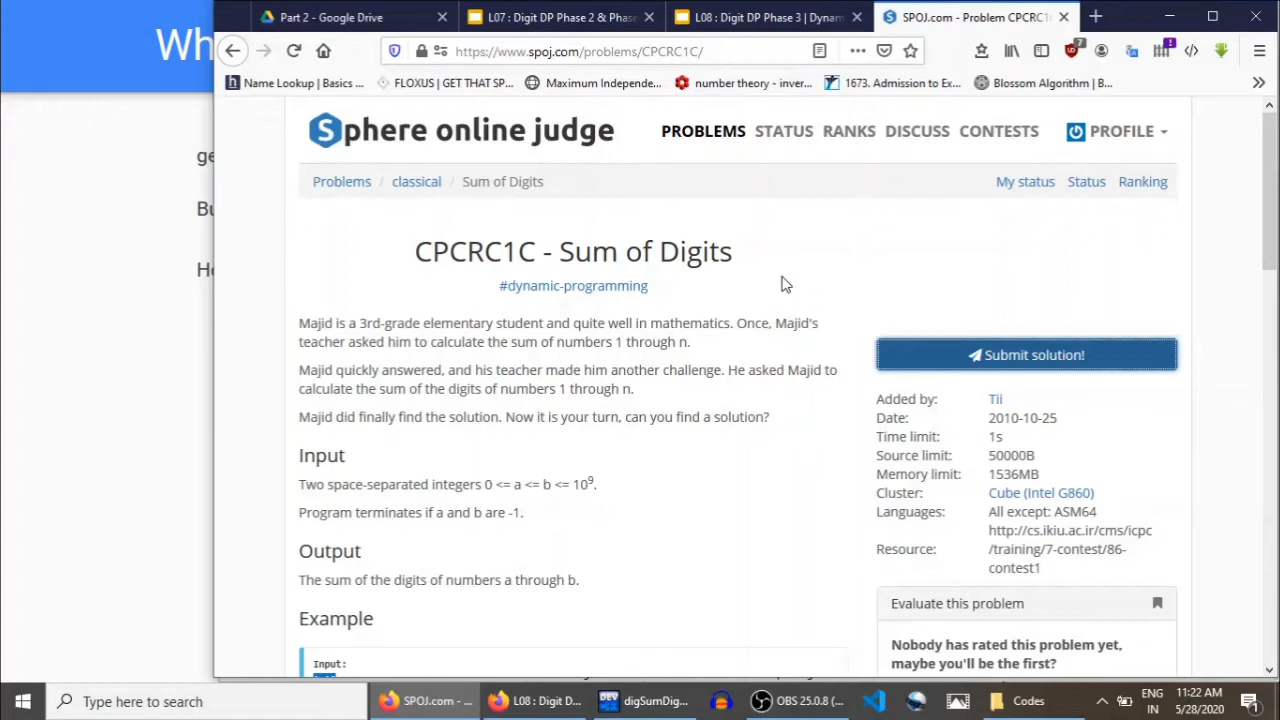 Part 2 - Google Drive
L07 : Digit DP Phase 2 & Phase
L08 : Digit DP Phase 3 | Dynam
SPOJ.com - Problem CPCRC1
Wh
https://www.spoj.com/problems/CPCRC1C/
Name Lookup | Basics ...
FLOXUS | GET THAT SP...
Maximum Independe...
number theory - inver...
1673. Admission to Ex...
Blossom Algorithm | B...
Sphere online judge
PROBLEMS STATUS RANKS DISCUSS CONTESTS PROFILE
ge
Problems / classical / Sum of Digits
My status Status Ranking
Bu
CPCRC1C - Sum of Digits
He
#dynamic-programming
Majid is a 3rd-grade elementary student and quite well in mathematics. Once, Majid's
teacher asked him to calculate the sum of numbers 1 through n.
Majid quickly answered, and his teacher made him another challenge. He asked Majid to
calculate the sum of the digits of numbers 1 through n.
Majid did finally find the solution. Now it is your turn, can you find a solution?
Input
Two space-separated integers 0 <= a <= b <= 10⁹.
Program terminates if a and b are -1.
Output
The sum of the digits of numbers a through b.
Example
Input:
Submit solution!
Added by: Tii
Date: 2010-10-25
Time limit: 1s
Source limit: 50000B
Memory limit: 1536MB
Cluster: Cube (Intel G860)
Languages: All except: ASM64
http://cs.ikiu.ac.ir/cms/icpc
Resource: /training/7-contest/86-
contest1
Evaluate this problem
Nobody has rated this problem yet,
maybe you'll be the first?
Type here to search
SPOJ.com - ...
L08 : Digit D...
DEV
digSumDig...
OBS 25.0.8 (...
Codes
ENG
IN
11:22 AM
5/28/2020